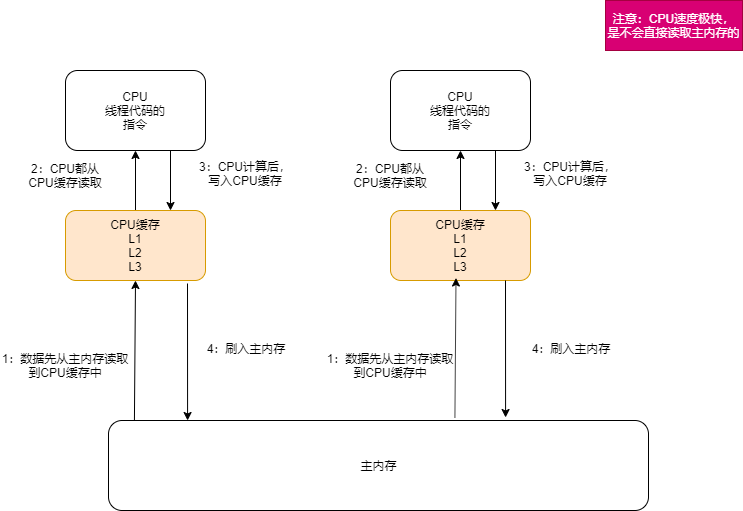 注意：CPU速度极快，
是不会直接读取主内存的
CPU
线程代码的
指令
CPU
线程代码的
指令
2：CPU都从
CPU缓存读取
3：CPU计算后，
写入CPU缓存
2：CPU都从
CPU缓存读取
3：CPU计算后，
写入CPU缓存
CPU缓存
L1
L2
L3
CPU缓存
L1
L2
L3
1：数据先从主内存读取
到CPU缓存中
4：刷入主内存
1：数据先从主内存读取
到CPU缓存中
4：刷入主内存
主内存